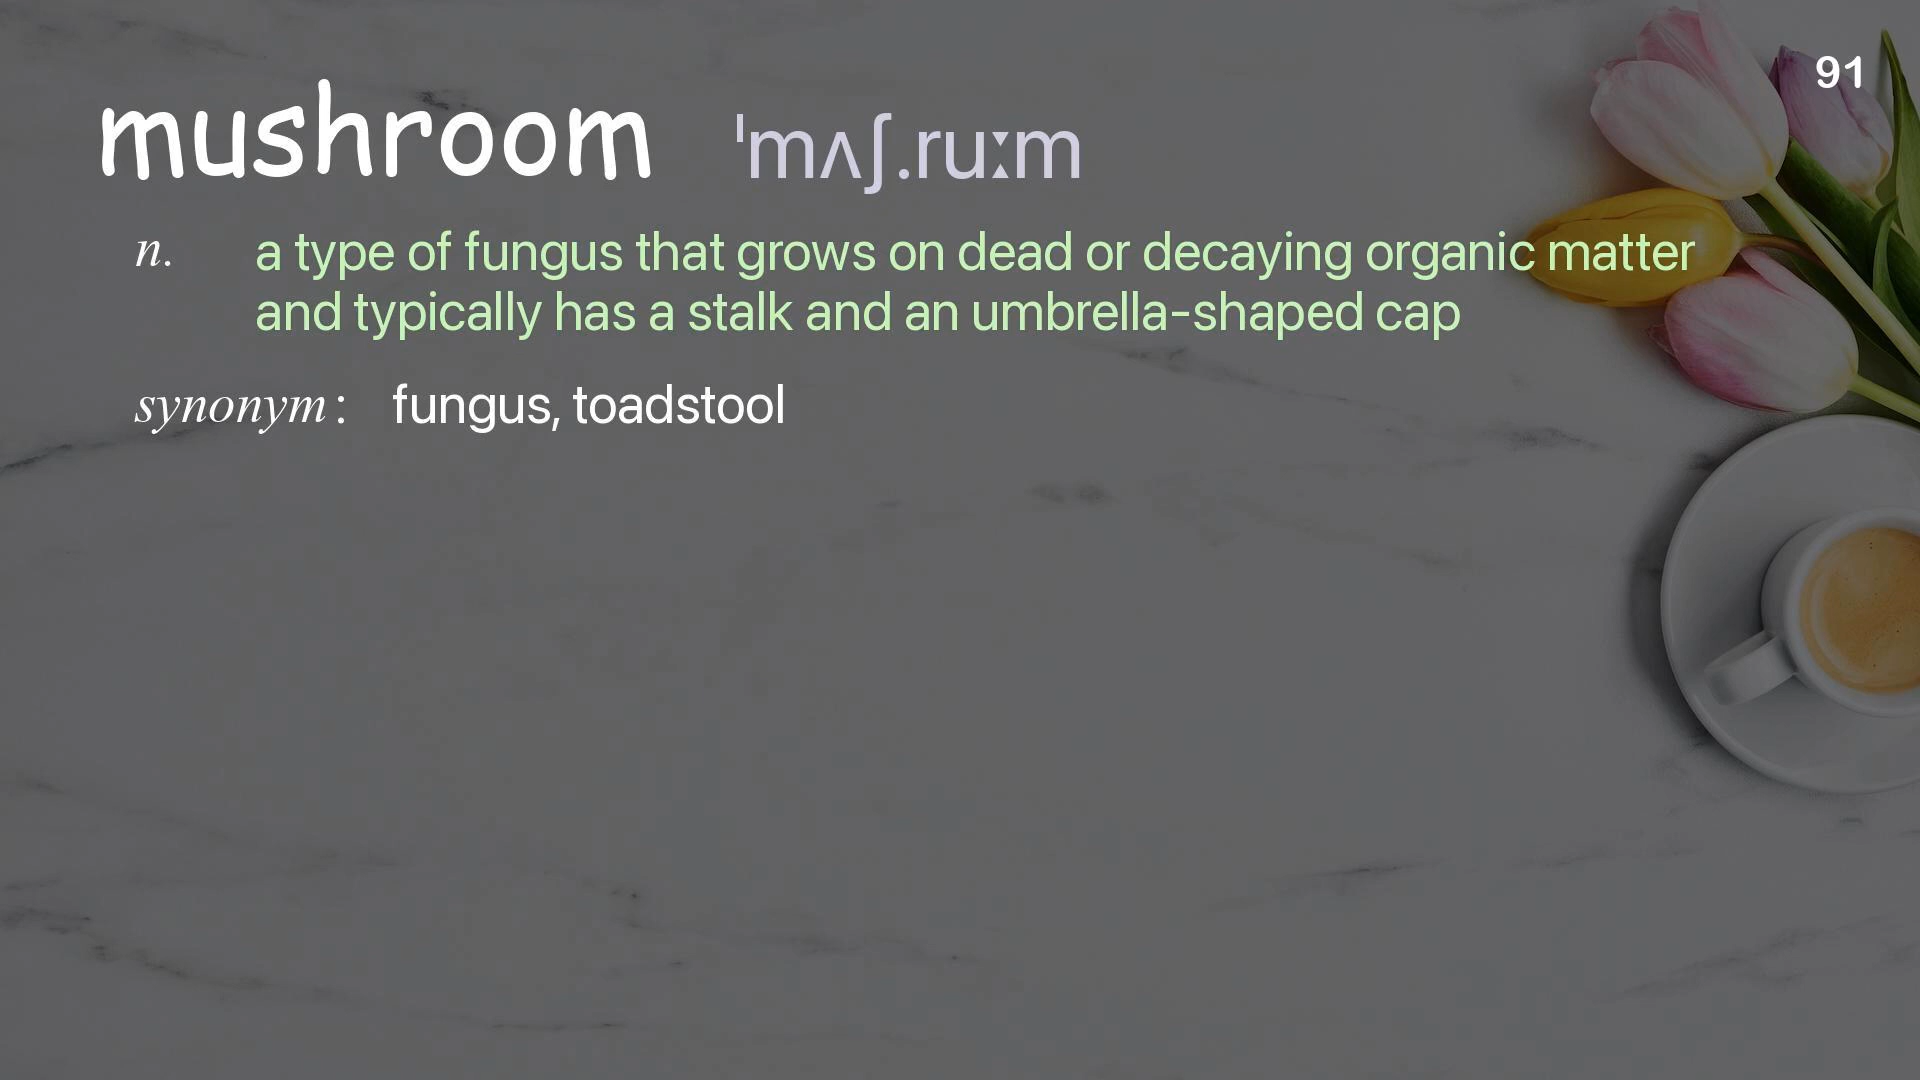 91
mushroom ˈmʌʃ.ruːm
n. a type of fungus that grows on dead or decaying organic matter
and typically has a stalk and an umbrella-shaped cap
synonym: fungus, toadstool